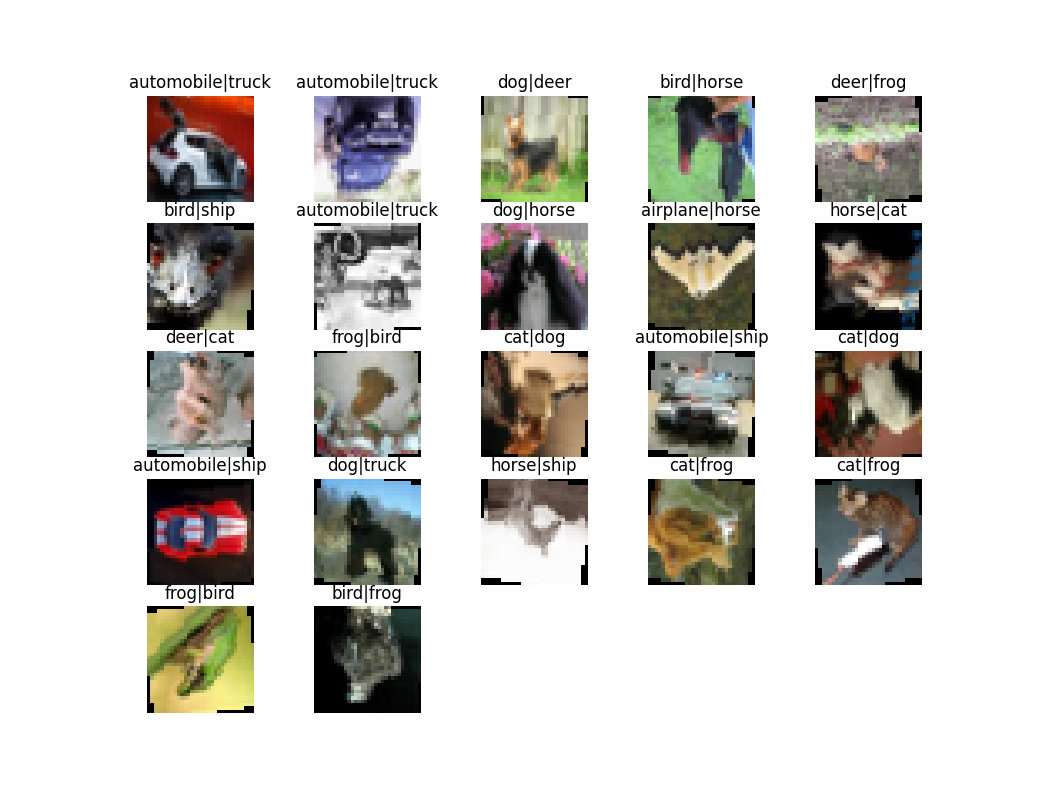 automobile|truck automobile|truck dog|deer bird|horse deer|frog
bird|ship automobile|truck dog|horse airplane|horse horse|cat
deer|cat frog|bird cat|dog automobile|ship cat|dog
automobile|ship dog|truck horse|ship cat|frog cat|frog
frog|bird bird|frog